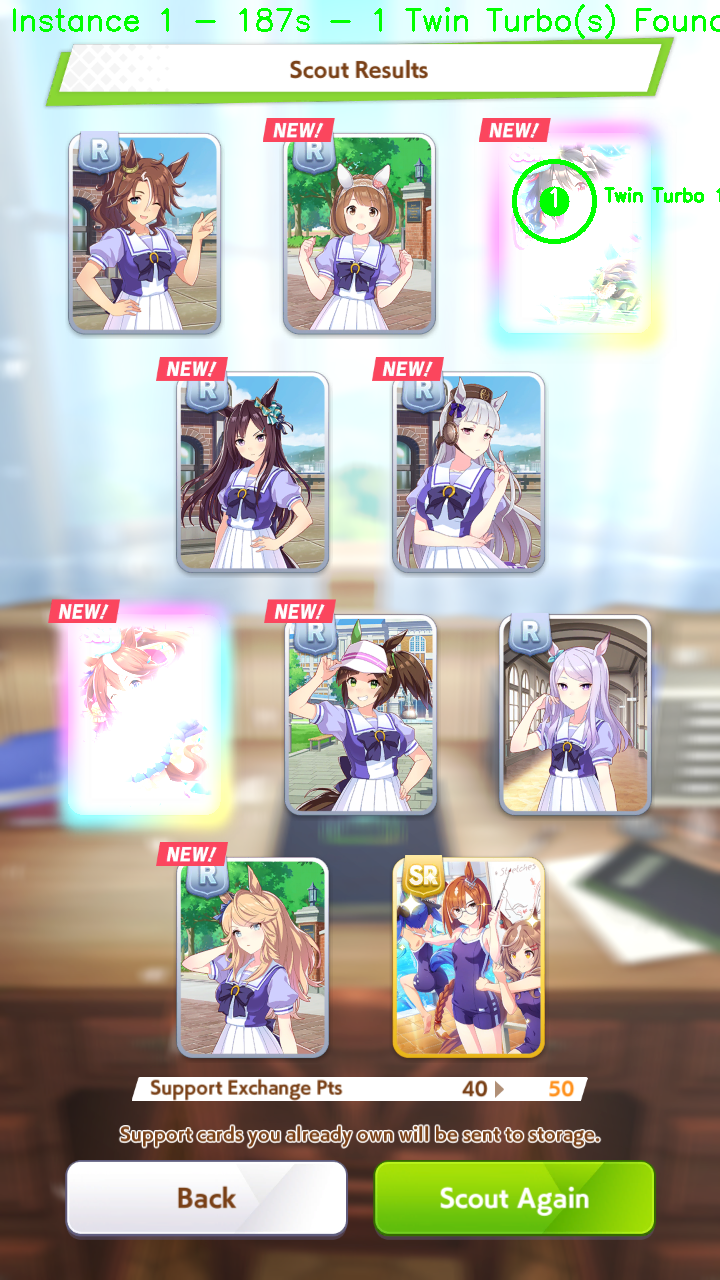 Instance 1 - 187s - 1 Twin Turbo(s) Found
Scout Results
R
NEW!
R
NEW!
1
Twin Turbo 1
NEW!
R
NEW!
R
NEW!
NEW!
R
R
NEW!
R
SR
Stretches
Support Exchange Pts 40 50
Support cards you already own will be sent to storage.
Back
Scout Again